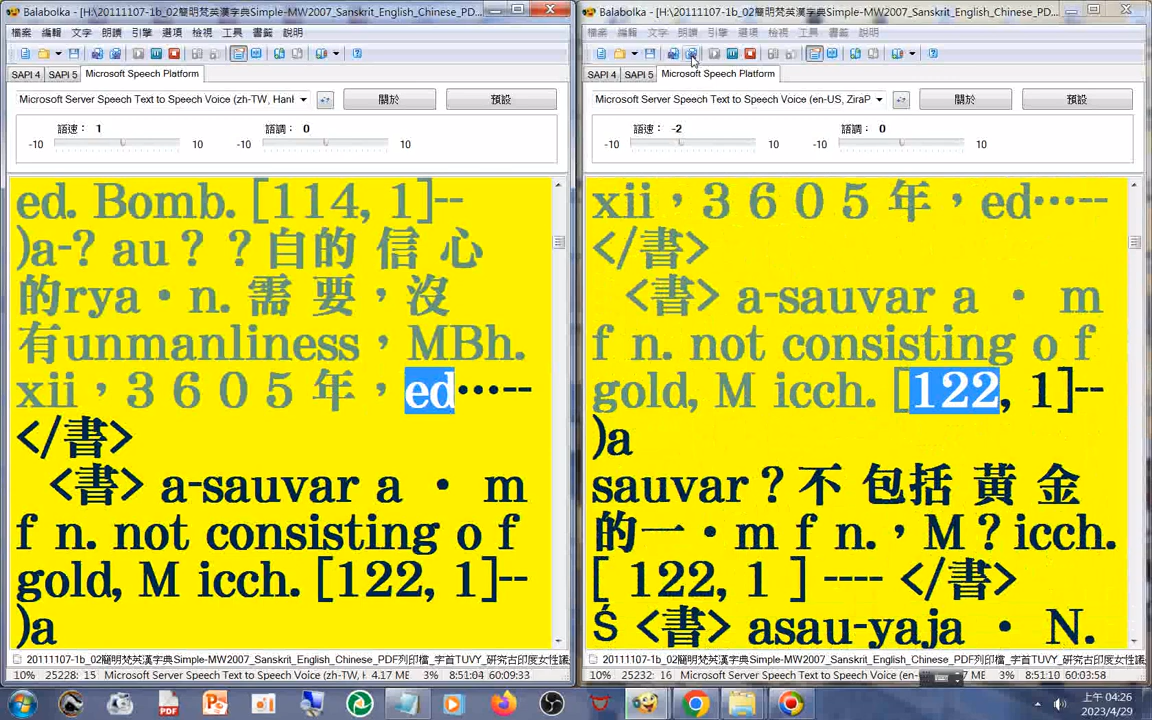 Balabolka - [H:\20111107-1b_02簡明梵英漢字典Simple-MW2007_Sanskrit_English_Chinese_PD...
檔案 編輯 文字 朗讀 引擎 選項 檢視 工具 書籤 說明
SAPI 4 SAPI 5 Microsoft Speech Platform
Microsoft Server Speech Text to Speech Voice (zh-TW, HanH
關於
預設
語速： 1
語調： 0
-10 10 -10 10
ed. Bomb. [114, 1]--
)a-? au？？自的 信 心
的rya·n. 需 要，沒
有unmanliness，MBh.
xii，3 6 0 5 年，ed…--
</書>
<書> a-sauvar a · m
f n. not consisting o f
gold, M icch. [122, 1]--
)a
20111107-1b_02簡明梵英漢字典Simple-MW2007_Sanskrit_English_Chinese_PDF列印檔_字首TUVY_研究古印度女性議
10% 25228: 15 Microsoft Server Speech Text to Speech Voice (zh-TW, 4.17 ME 3% 8:51:04 60:09:33
Balabolka - [H:\20111107-1b_02簡明梵英漢字典Simple-MW2007_Sanskrit_English_Chinese_PDF...
檔案 編輯 文字 朗讀 引擎 選項 檢視 工具 書籤 說明
SAPI 4 SAPI 5 Microsoft Speech Platform
Microsoft Server Speech Text to Speech Voice (en-US, ZiraP
關於
預設
語速： -2
語調： 0
-10 10 -10 10
xii，3 6 0 5 年，ed…--
</書>
<書> a-sauvar a · m
f n. not consisting o f
gold, M icch. [122, 1]--
)a
sauvar？不 包括 黃 金
的一·m f n.，M？icch.
[ 122, 1 ] ---- </書>
Ś <書> asau-yaja · N.
20111107-1b_02簡明梵英漢字典Simple-MW2007_Sanskrit_English_Chinese_PDF列印檔_字首TUVY_研究古印度女性議
10% 25232: 16 Microsoft Server Speech Text to Speech Voice (en-US, 4.17 ME 3% 8:51:10 60:03:58
PDF
上午 04:26
2023/4/29